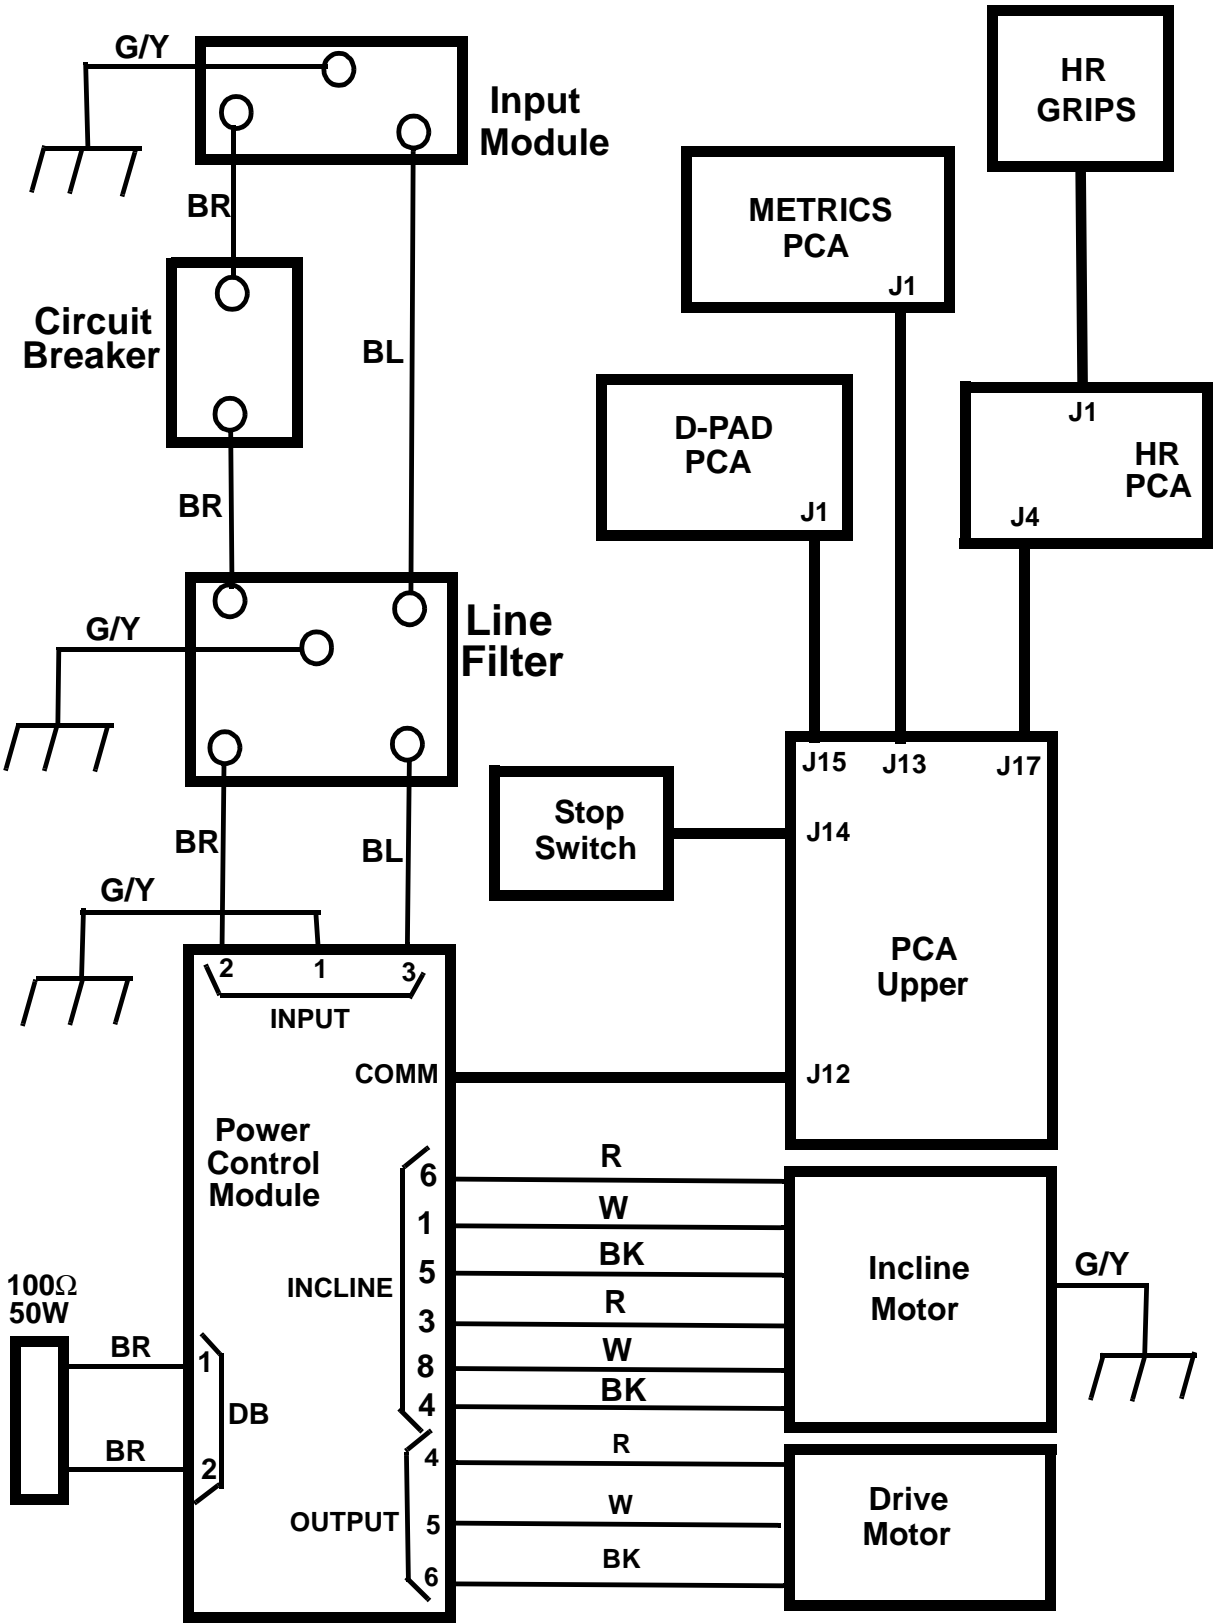 G/Y
Input
Module
HR
GRIPS
METRICS
PCA
J1
BR
Circuit
Breaker
BL
D-PAD
PCA
J1
J1
HR
PCA
J4
BR
G/Y
Line
Filter
J15 J13 J17
Stop
Switch
J14
BR
BL
G/Y
PCA
Upper
2 1 3
INPUT
COMM
J12
Power
Control
Module
6
R
1
W
5
BK
INCLINE
3
R
8
W
4
BK
Incline
Motor
G/Y
100Ω
50W
BR
1
DB
BR
2
4
R
OUTPUT
5
W
6
BK
Drive
Motor